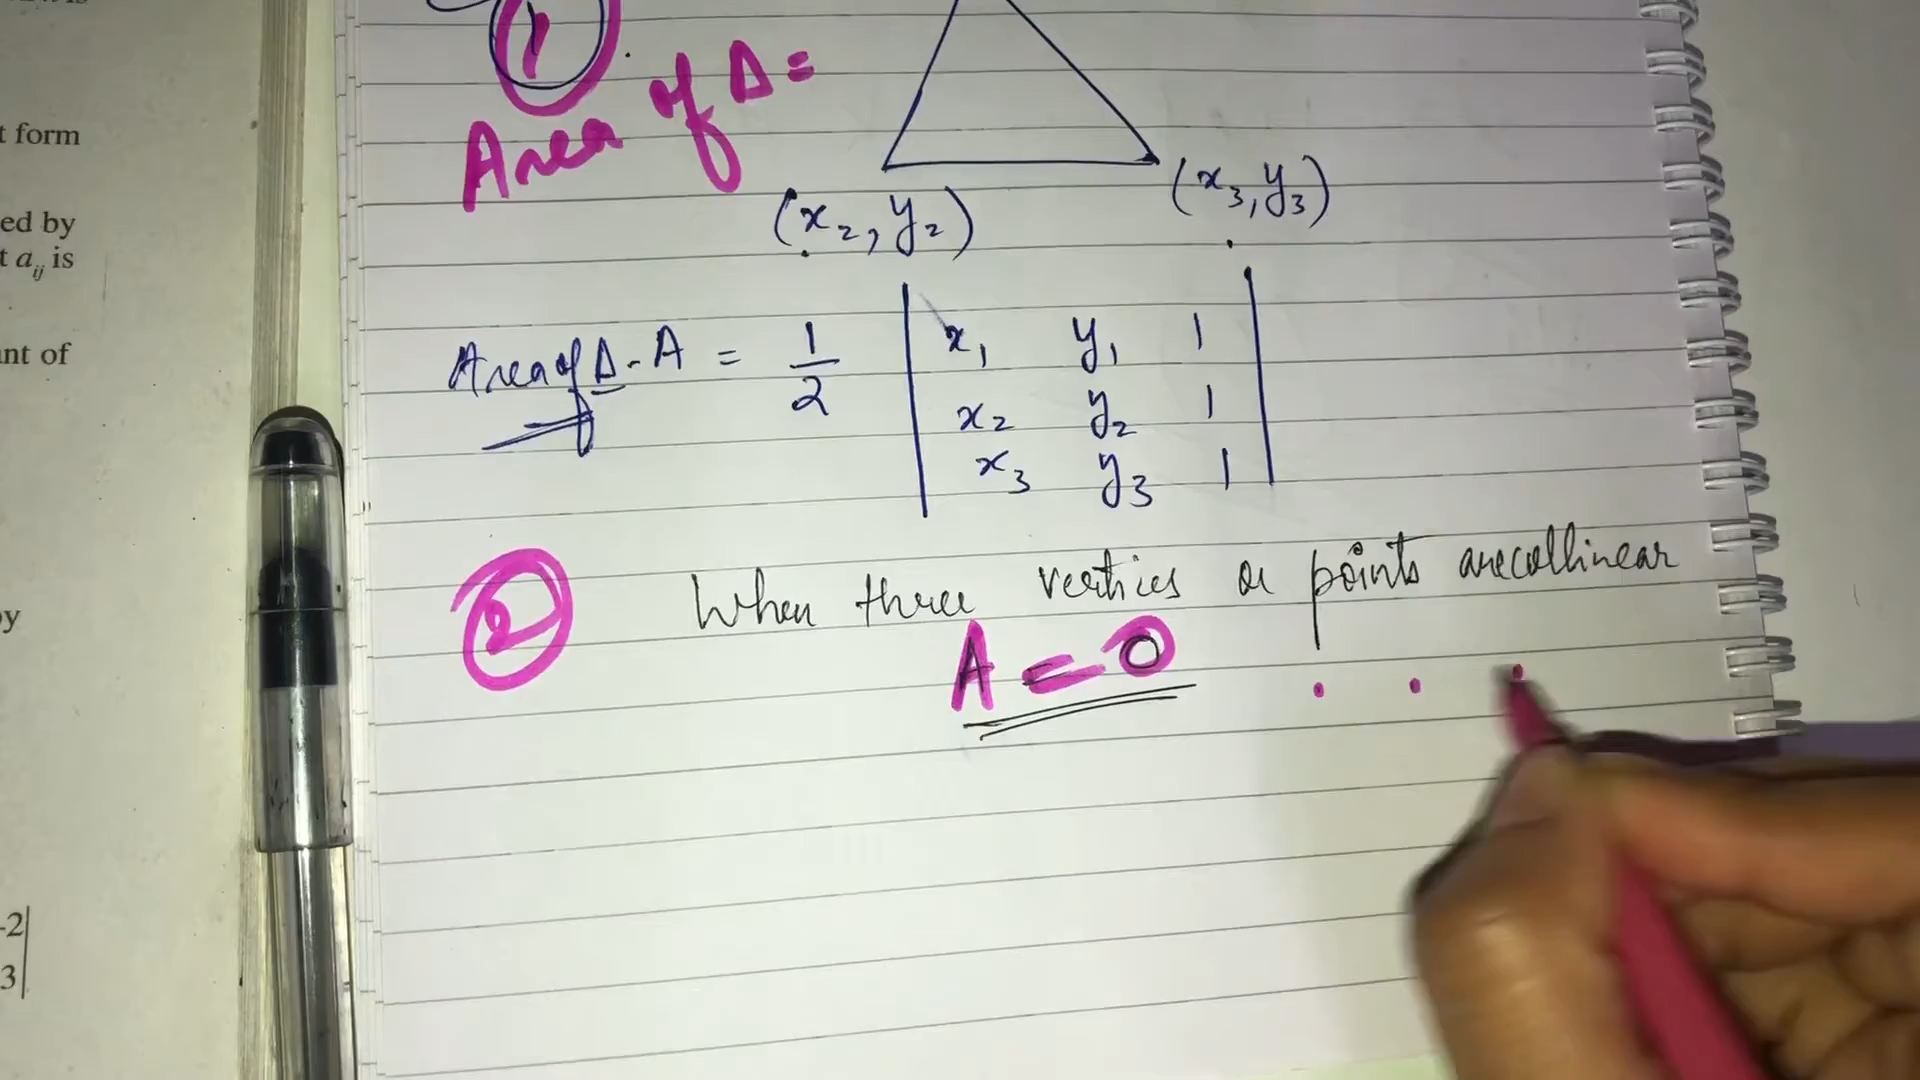 t form
ed by
t aij is
ant of
-2
3
1
Area of Δ =
(x2, y2)
(x3, y3)
Area of Δ - A = 1/2 | x1 y1 1 |
| x2 y2 1 |
| x3 y3 1 |
2 When three vertices or points are collinear
A = 0